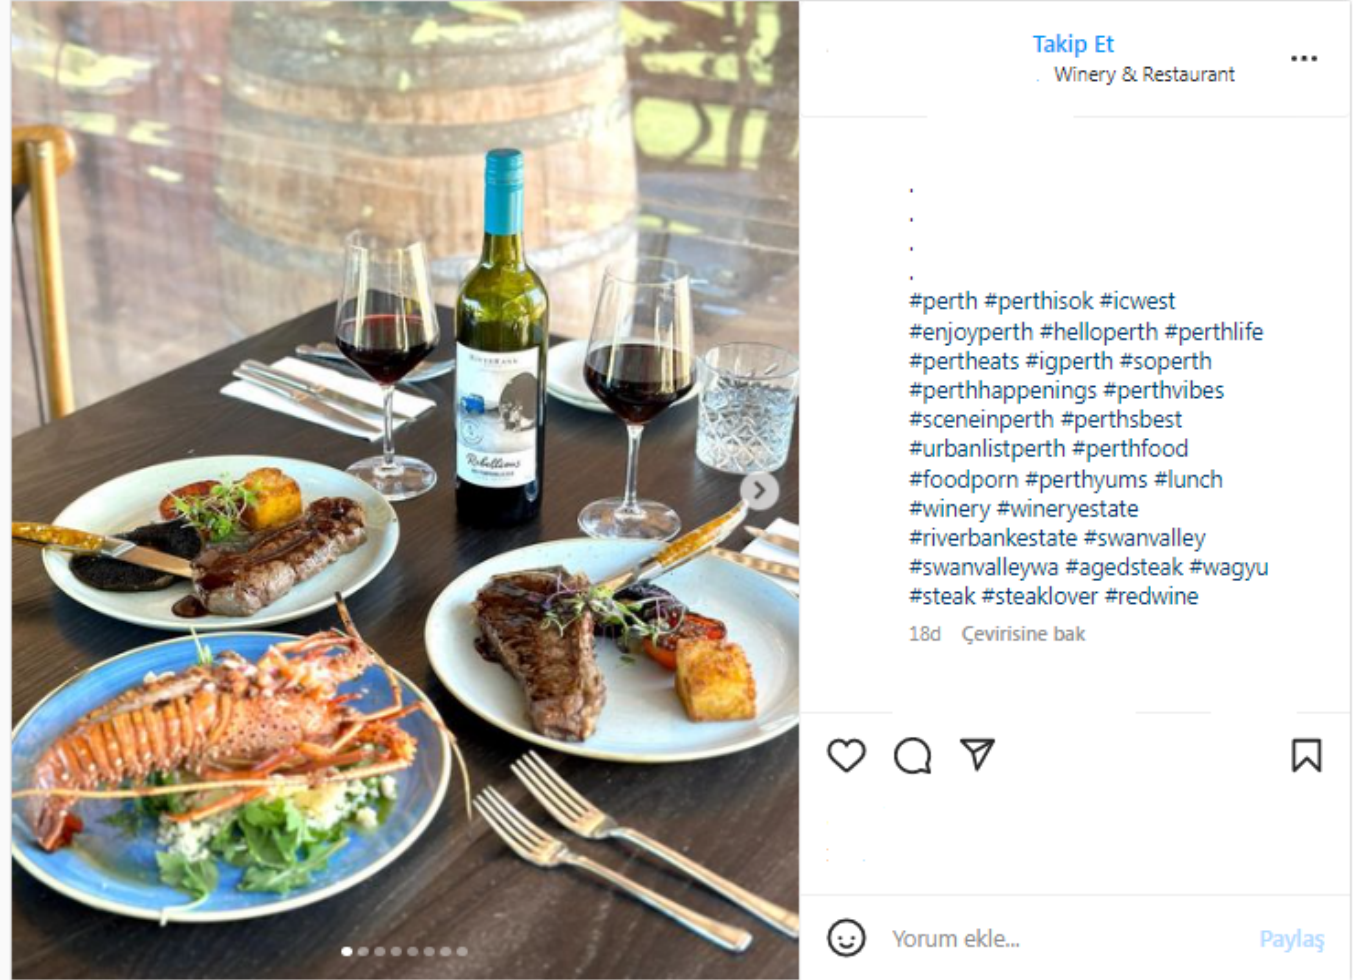 Takip Et
Winery & Restaurant
.
.
.
.
#perth #perthisok #icwest
#enjoyperth #helloperth #perthlife
#pertheats #igperth #soperth
#perthhappenings #perthvibes
#sceneinperth #perthsbest
#urbanlistperth #perthfood
#foodporn #perthyums #lunch
#winery #wineryestate
#riverbankestate #swanvalley
#swanvalleywa #agedsteak #wagyu
#steak #steaklover #redwine
18d Çevirisine bak
Yorum ekle...
Paylaş
RIVERBANK
Rebellious